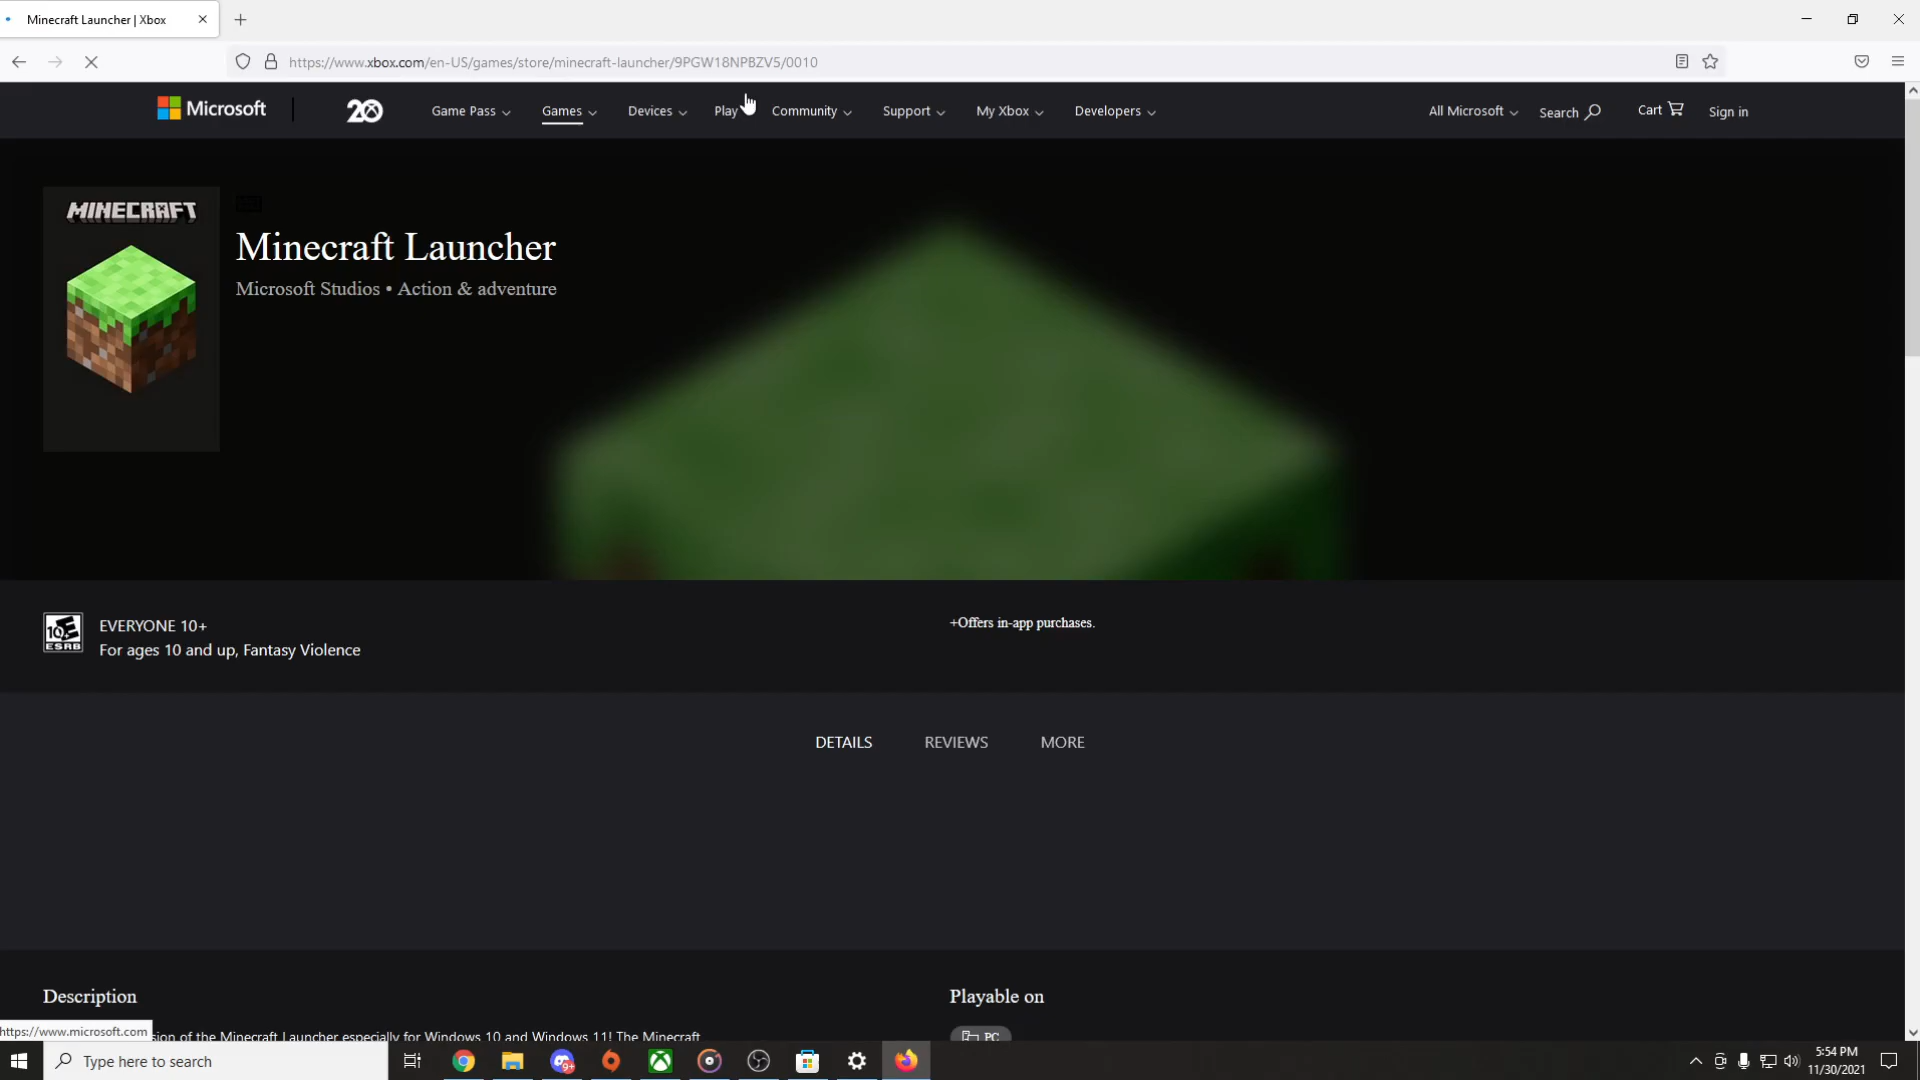 Minecraft Launcher | Xbox
https://www.xbox.com/en-US/games/store/minecraft-launcher/9PGW18NPBZV5/0010
Microsoft
20
Game Pass
Games
Devices
Play
Community
Support
My Xbox
Developers
All Microsoft
Search
Cart
Sign in
MINECRAFT
Minecraft Launcher
Microsoft Studios • Action & adventure
10+
ESRB
EVERYONE 10+
For ages 10 and up, Fantasy Violence
+Offers in-app purchases.
DETAILS
REVIEWS
MORE
Description
Playable on
https://www.microsoft.com
sion of the Minecraft Launcher especially for Windows 10 and Windows 11! The Minecraft
PC
Type here to search
9+
5:54 PM
11/30/2021